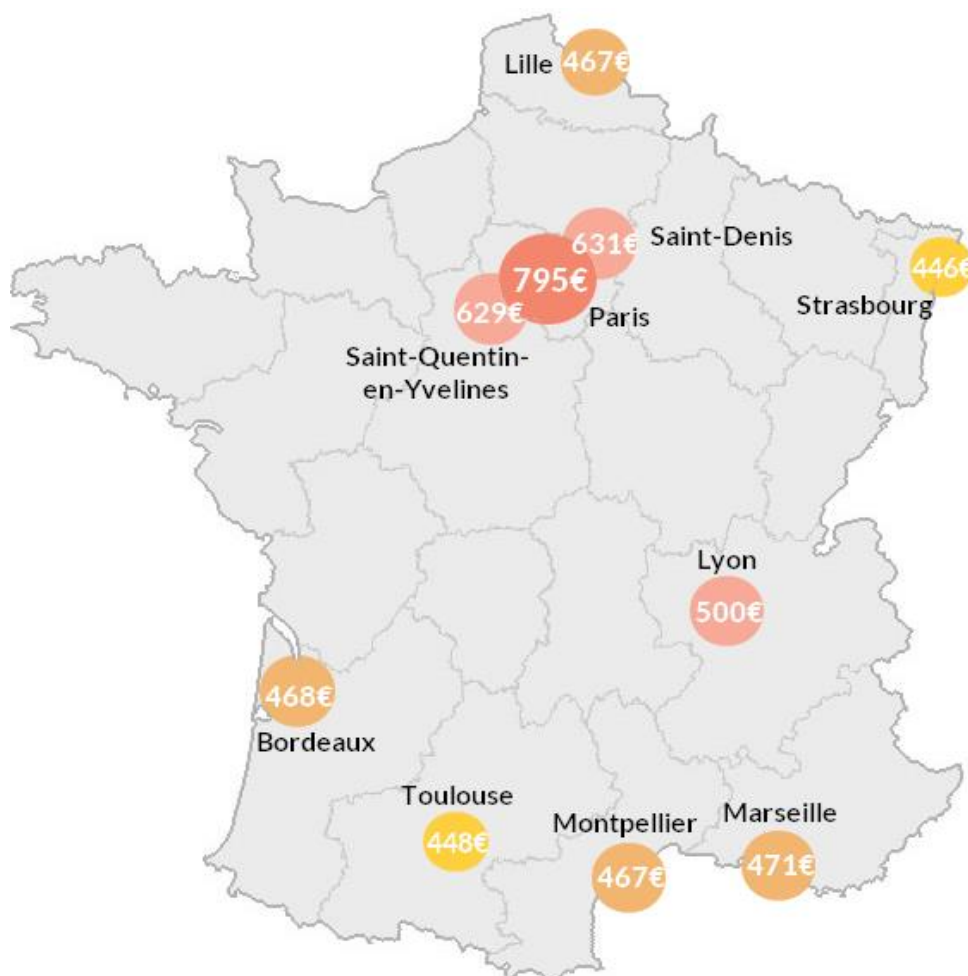 Lille
467€
631€
Saint-Denis
795€
Paris
629€
Saint-Quentin-
en-Yvelines
446€
Strasbourg
Lyon
500€
468€
Bordeaux
Toulouse
448€
Montpellier
467€
Marseille
471€